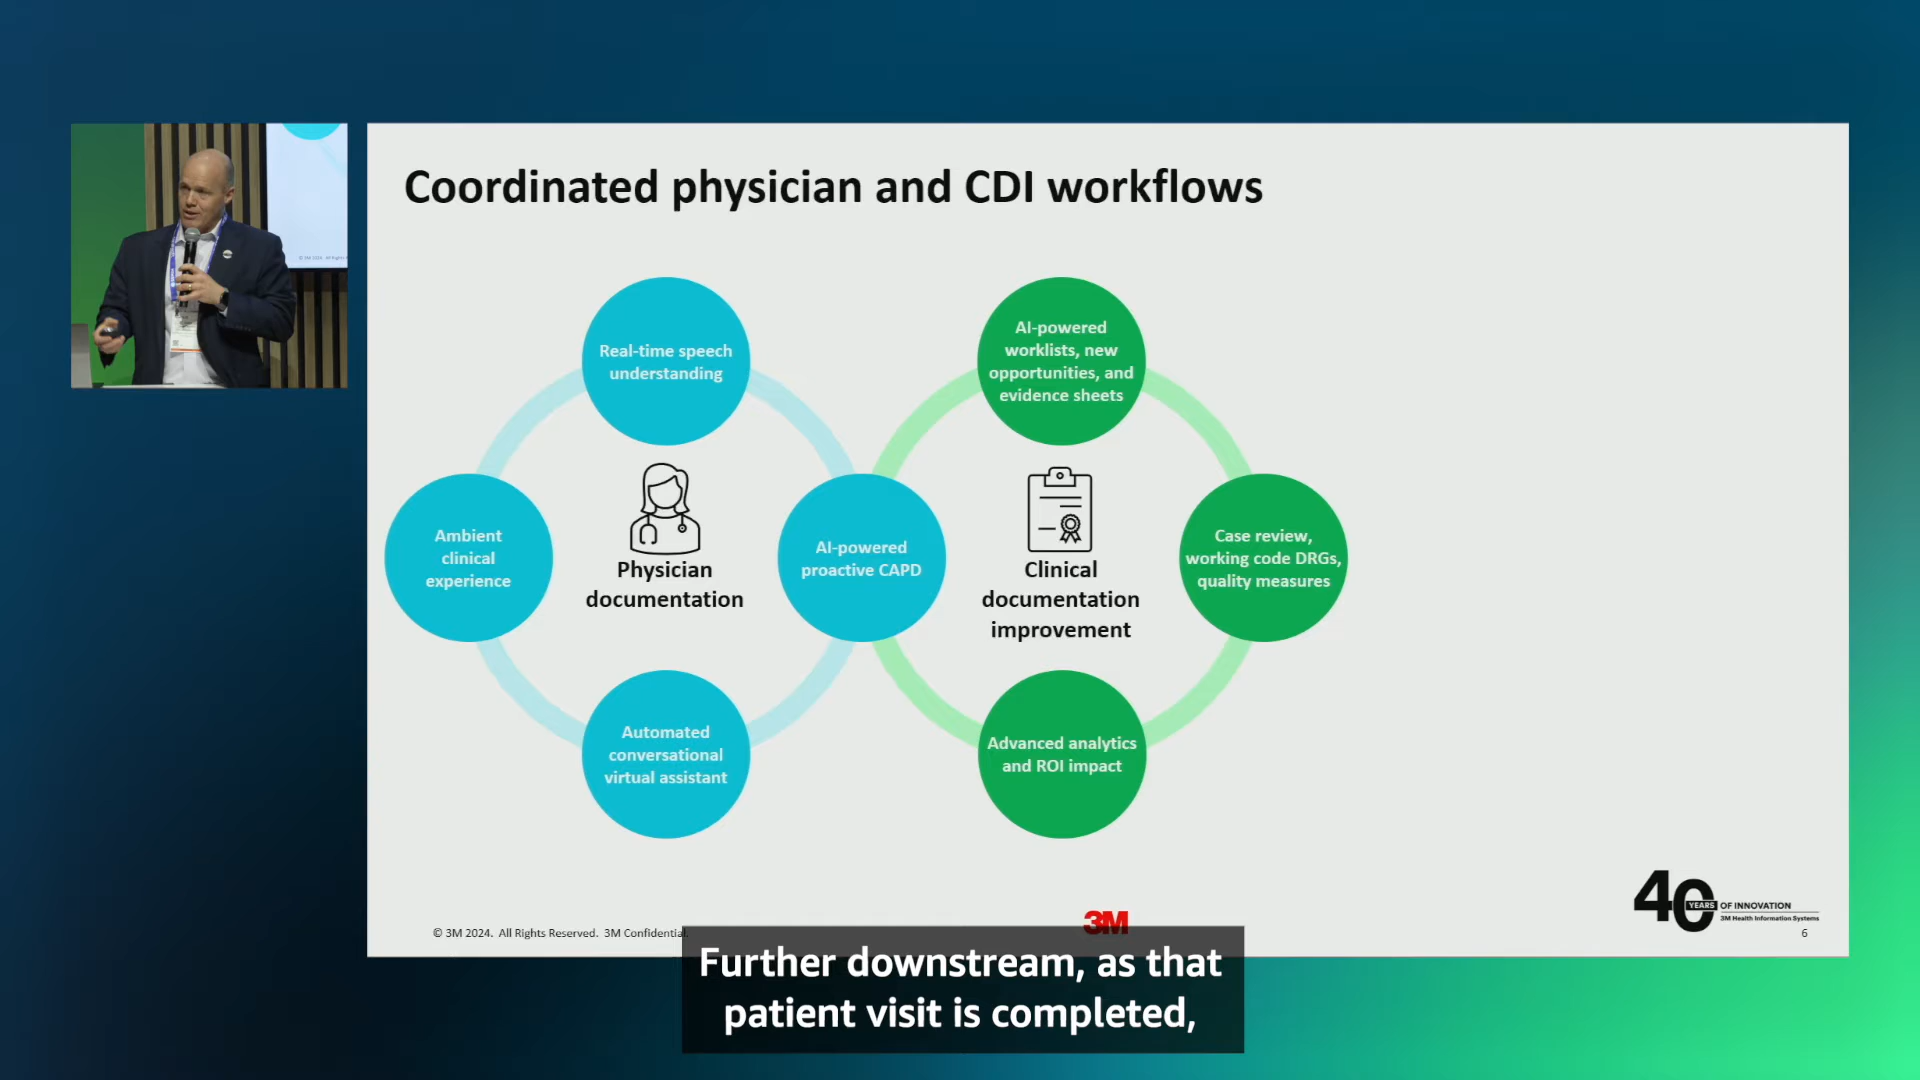 Coordinated physician and CDI workflows
Real-time speech
understanding
AI-powered
worklists, new
opportunities, and
evidence sheets
Ambient
clinical
experience
Physician
documentation
AI-powered
proactive CAPD
Clinical
documentation
improvement
Case review,
working code DRGs,
quality measures
Automated
conversational
virtual assistant
Advanced analytics
and ROI impact
40 YEARS OF INNOVATION
3M Health Information Systems
3M
© 3M 2024. All Rights Reserved. 3M Confidential.
6
Further downstream, as that
patient visit is completed,